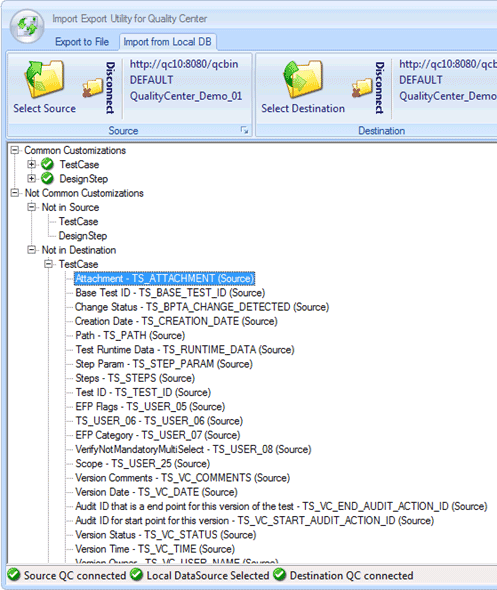 Import Export Utility for Quality Center
Export to File
Import from Local DB
Select Source
Disconnect
http://qc10:8080/qcbin
DEFAULT
QualityCenter_Demo_01
Source
Select Destination
Disconnect
http://qc10:8080/qcb
DEFAULT
QualityCenter_Demo
Destination
Common Customizations
TestCase
DesignStep
Not Common Customizations
Not in Source
TestCase
DesignStep
Not in Destination
TestCase
Attachment - TS_ATTACHMENT (Source)
Base Test ID - TS_BASE_TEST_ID (Source)
Change Status - TS_BPTA_CHANGE_DETECTED (Source)
Creation Date - TS_CREATION_DATE (Source)
Path - TS_PATH (Source)
Test Runtime Data - TS_RUNTIME_DATA (Source)
Step Param - TS_STEP_PARAM (Source)
Steps - TS_STEPS (Source)
Test ID - TS_TEST_ID (Source)
EFP Flags - TS_USER_05 (Source)
TS_USER_06 - TS_USER_06 (Source)
EFP Category - TS_USER_07 (Source)
VerifyNotMandatoryMultiSelect - TS_USER_08 (Source)
Scope - TS_USER_25 (Source)
Version Comments - TS_VC_COMMENTS (Source)
Version Date - TS_VC_DATE (Source)
Audit ID that is a end point for this version of the test - TS_VC_END_AUDIT_ACTION_ID (Source)
Audit ID for start point for this version - TS_VC_START_AUDIT_ACTION_ID (Source)
Version Status - TS_VC_STATUS (Source)
Version Time - TS_VC_TIME (Source)
Version Owner - TS_VC_USER_NAME (Source)
Source QC connected
Local DataSource Selected
Destination QC connected